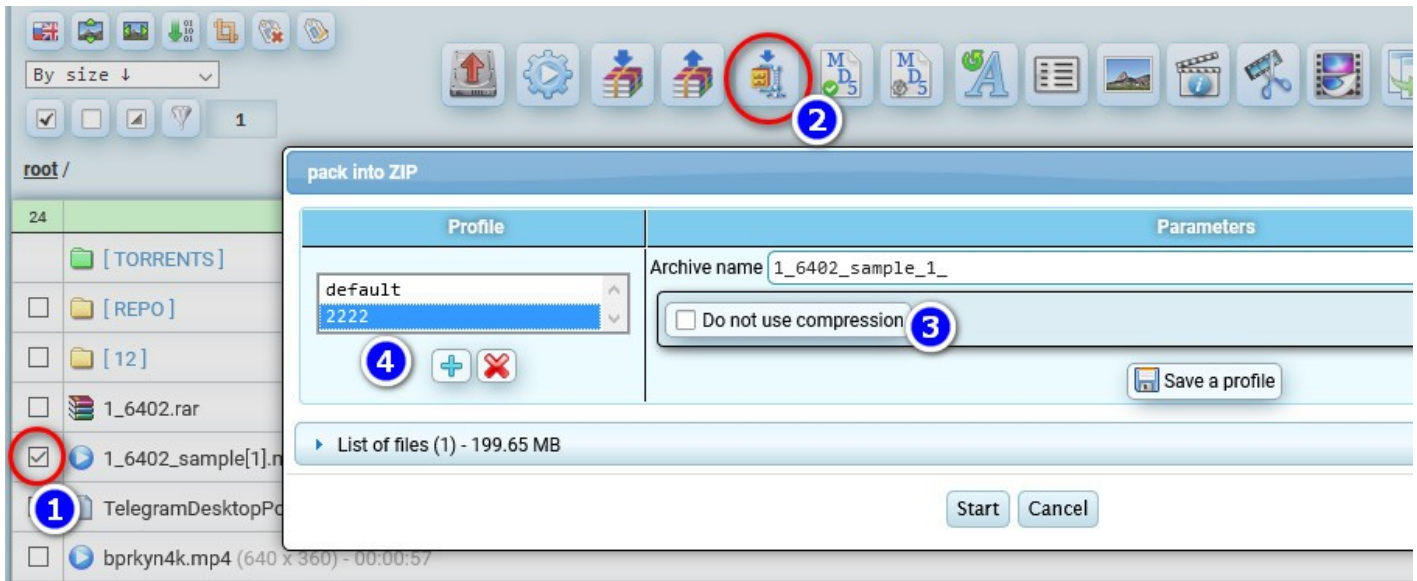 By size ↓
1
2
root /
pack into ZIP
24
Profile
Parameters
[ TORRENTS ]
Archive name 1_6402_sample_1_
default
[ REPO ]
2222
Do not use compression
3
[ 12 ]
4
Save a profile
1_6402.rar
1_6402_sample[1].
List of files (1) - 199.65 MB
1
TelegramDesktopPo
Start Cancel
bprkyn4k.mp4 (640 x 360) - 00:00:57
M
D5
M
D5
A